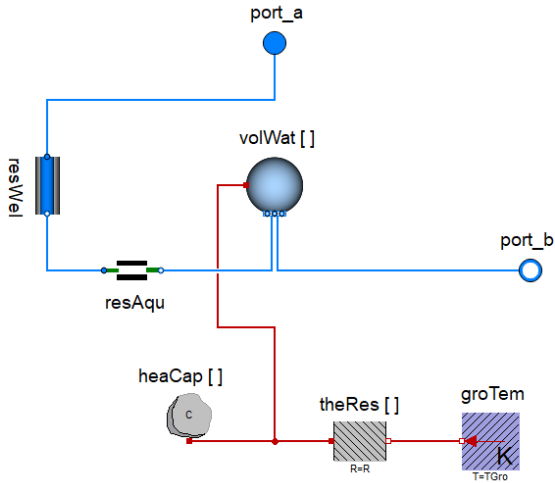 port_a
volWat [ ]
resWel
port_b
resAqu
heaCap [ ]
C
theRes [ ]
R=R
groTem
K
T=TGro